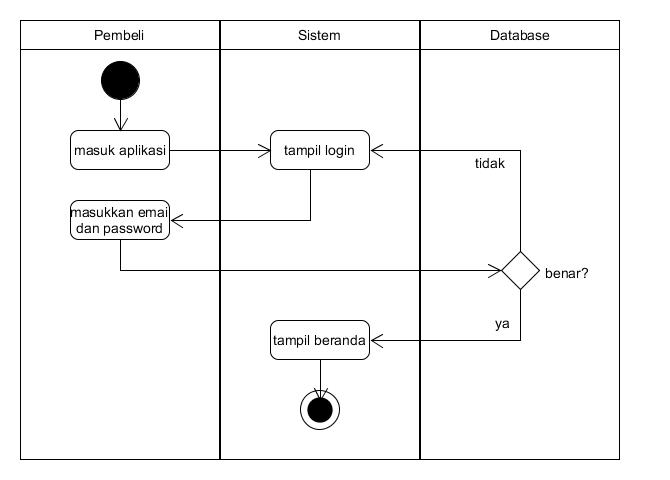 Pembeli
Sistem
Database
masuk aplikasi
tampil login
tidak
masukkan emai
dan password
benar?
ya
tampil beranda